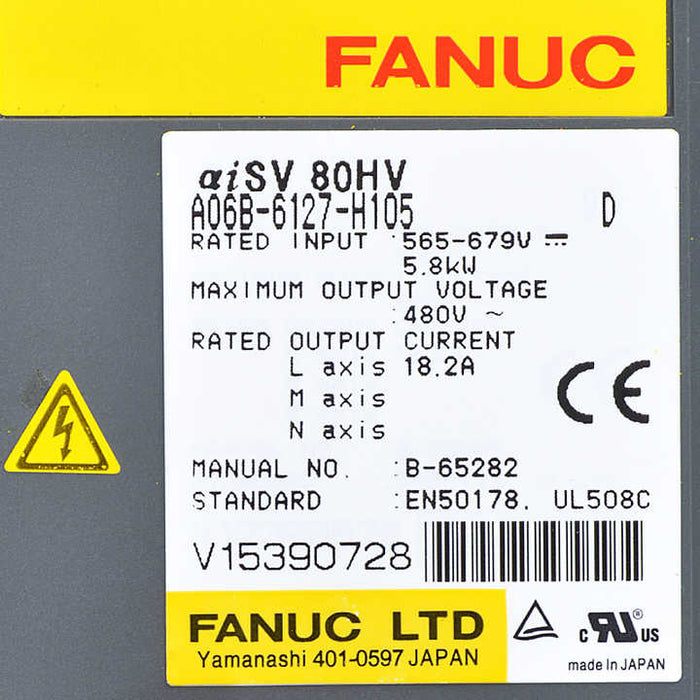 FANUC
αiSV 80HV
A06B-6127-H105 D
RATED INPUT :565-679V ⎓
5.8kW
MAXIMUM OUTPUT VOLTAGE
:480V ~
RATED OUTPUT CURRENT
L axis 18.2A
M axis
N axis
MANUAL NO. :B-65282
STANDARD :EN50178. UL508C
CE
V15390728
FANUC LTD
Yamanashi 401-0597 JAPAN
c RU® US
made in JAPAN